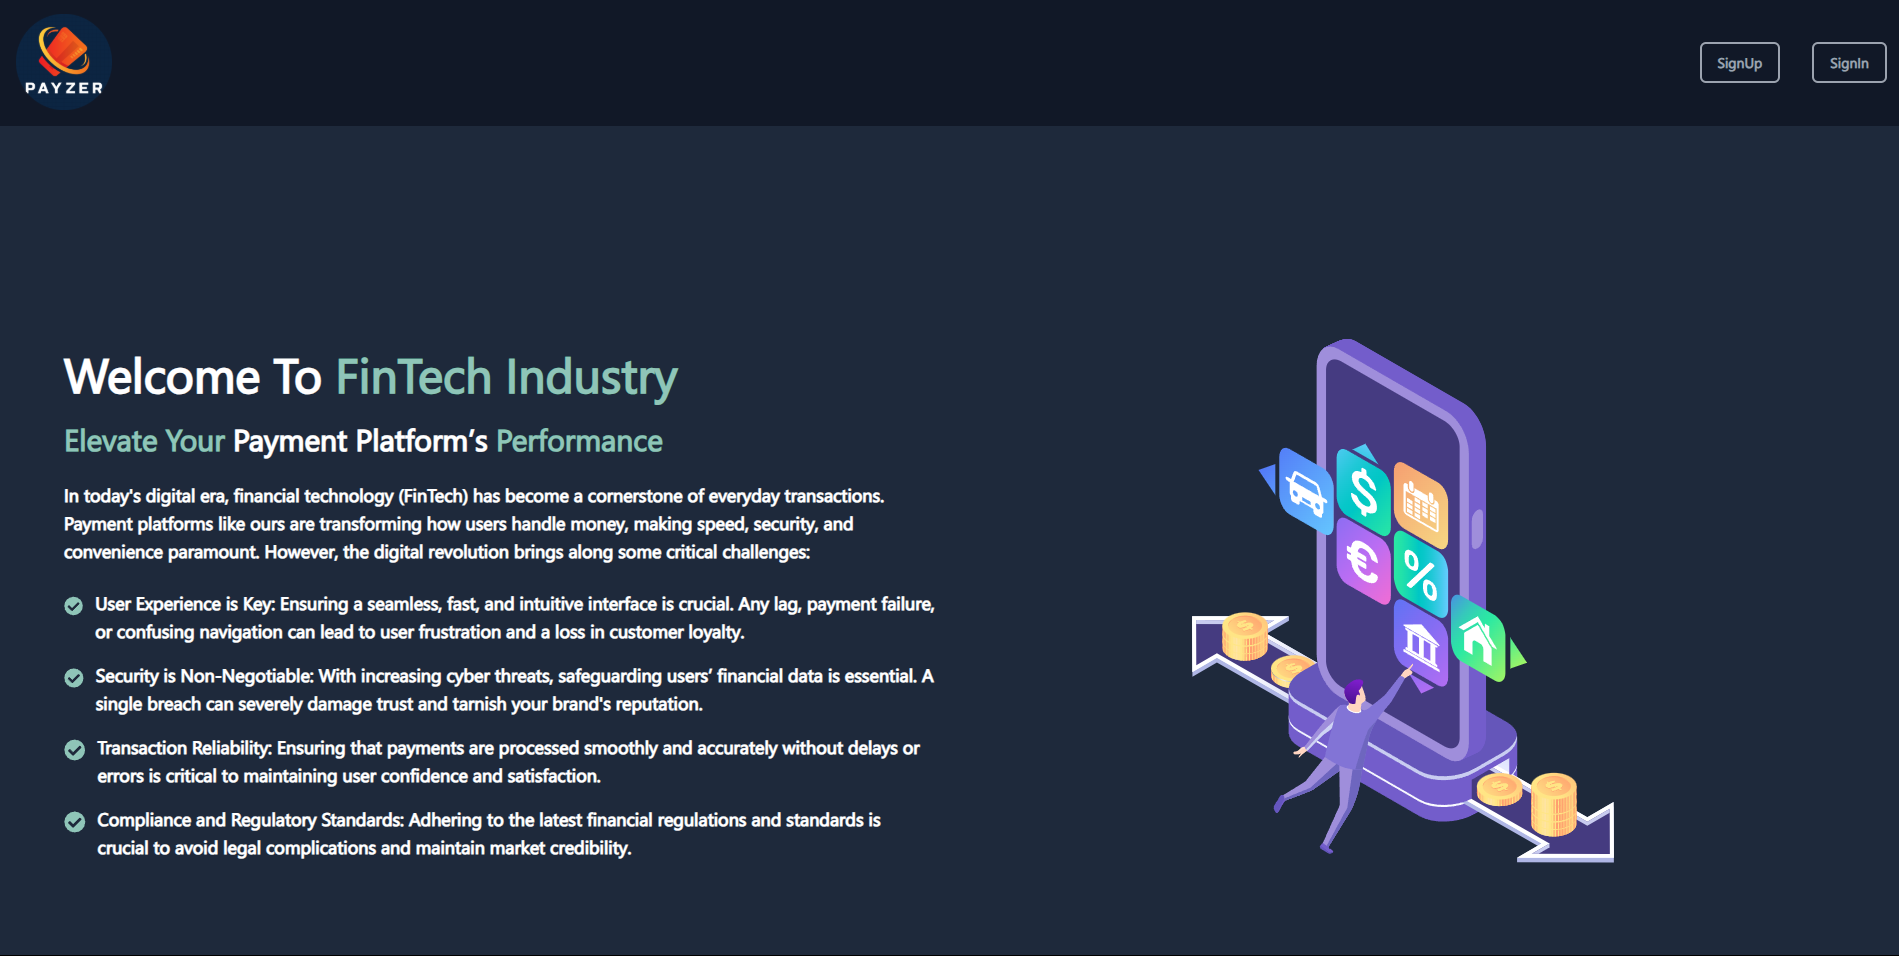 PAYZER
SignUp
SignIn
Welcome To FinTech Industry
Elevate Your Payment Platform’s Performance
In today's digital era, financial technology (FinTech) has become a cornerstone of everyday transactions.
Payment platforms like ours are transforming how users handle money, making speed, security, and
convenience paramount. However, the digital revolution brings along some critical challenges:
User Experience is Key: Ensuring a seamless, fast, and intuitive interface is crucial. Any lag, payment failure,
or confusing navigation can lead to user frustration and a loss in customer loyalty.
Security is Non-Negotiable: With increasing cyber threats, safeguarding users’ financial data is essential. A
single breach can severely damage trust and tarnish your brand's reputation.
Transaction Reliability: Ensuring that payments are processed smoothly and accurately without delays or
errors is critical to maintaining user confidence and satisfaction.
Compliance and Regulatory Standards: Adhering to the latest financial regulations and standards is
crucial to avoid legal complications and maintain market credibility.
$
€
%